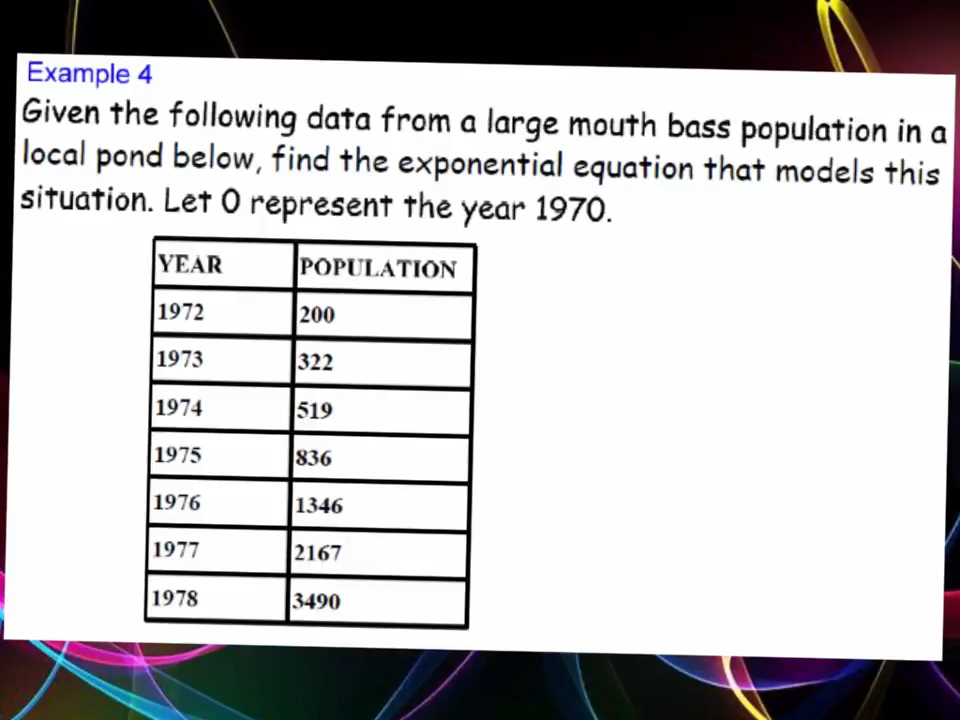 Example 4
Given the following data from a large mouth bass population in a
local pond below, find the exponential equation that models this
situation. Let 0 represent the year 1970.
YEAR POPULATION
1972 200
1973 322
1974 519
1975 836
1976 1346
1977 2167
1978 3490